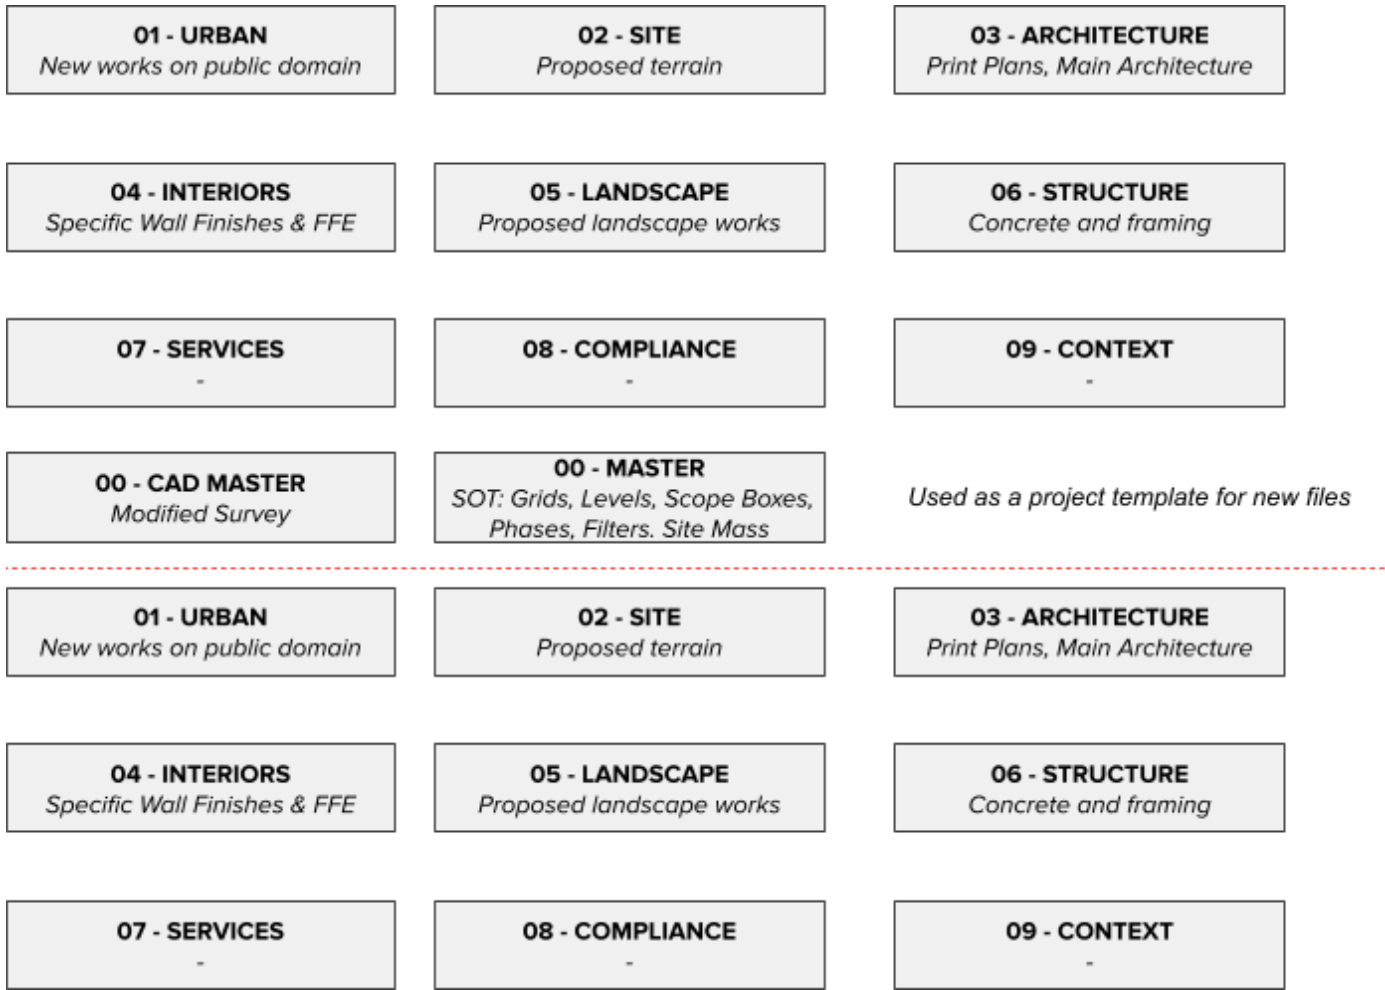 01 - URBAN
New works on public domain
02 - SITE
Proposed terrain
03 - ARCHITECTURE
Print Plans, Main Architecture
04 - INTERIORS
Specific Wall Finishes & FFE
05 - LANDSCAPE
Proposed landscape works
06 - STRUCTURE
Concrete and framing
07 - SERVICES
-
08 - COMPLIANCE
-
09 - CONTEXT
-
00 - CAD MASTER
Modified Survey
00 - MASTER
SOT: Grids, Levels, Scope Boxes,
Phases, Filters. Site Mass
Used as a project template for new files
01 - URBAN
New works on public domain
02 - SITE
Proposed terrain
03 - ARCHITECTURE
Print Plans, Main Architecture
04 - INTERIORS
Specific Wall Finishes & FFE
05 - LANDSCAPE
Proposed landscape works
06 - STRUCTURE
Concrete and framing
07 - SERVICES
-
08 - COMPLIANCE
-
09 - CONTEXT
-